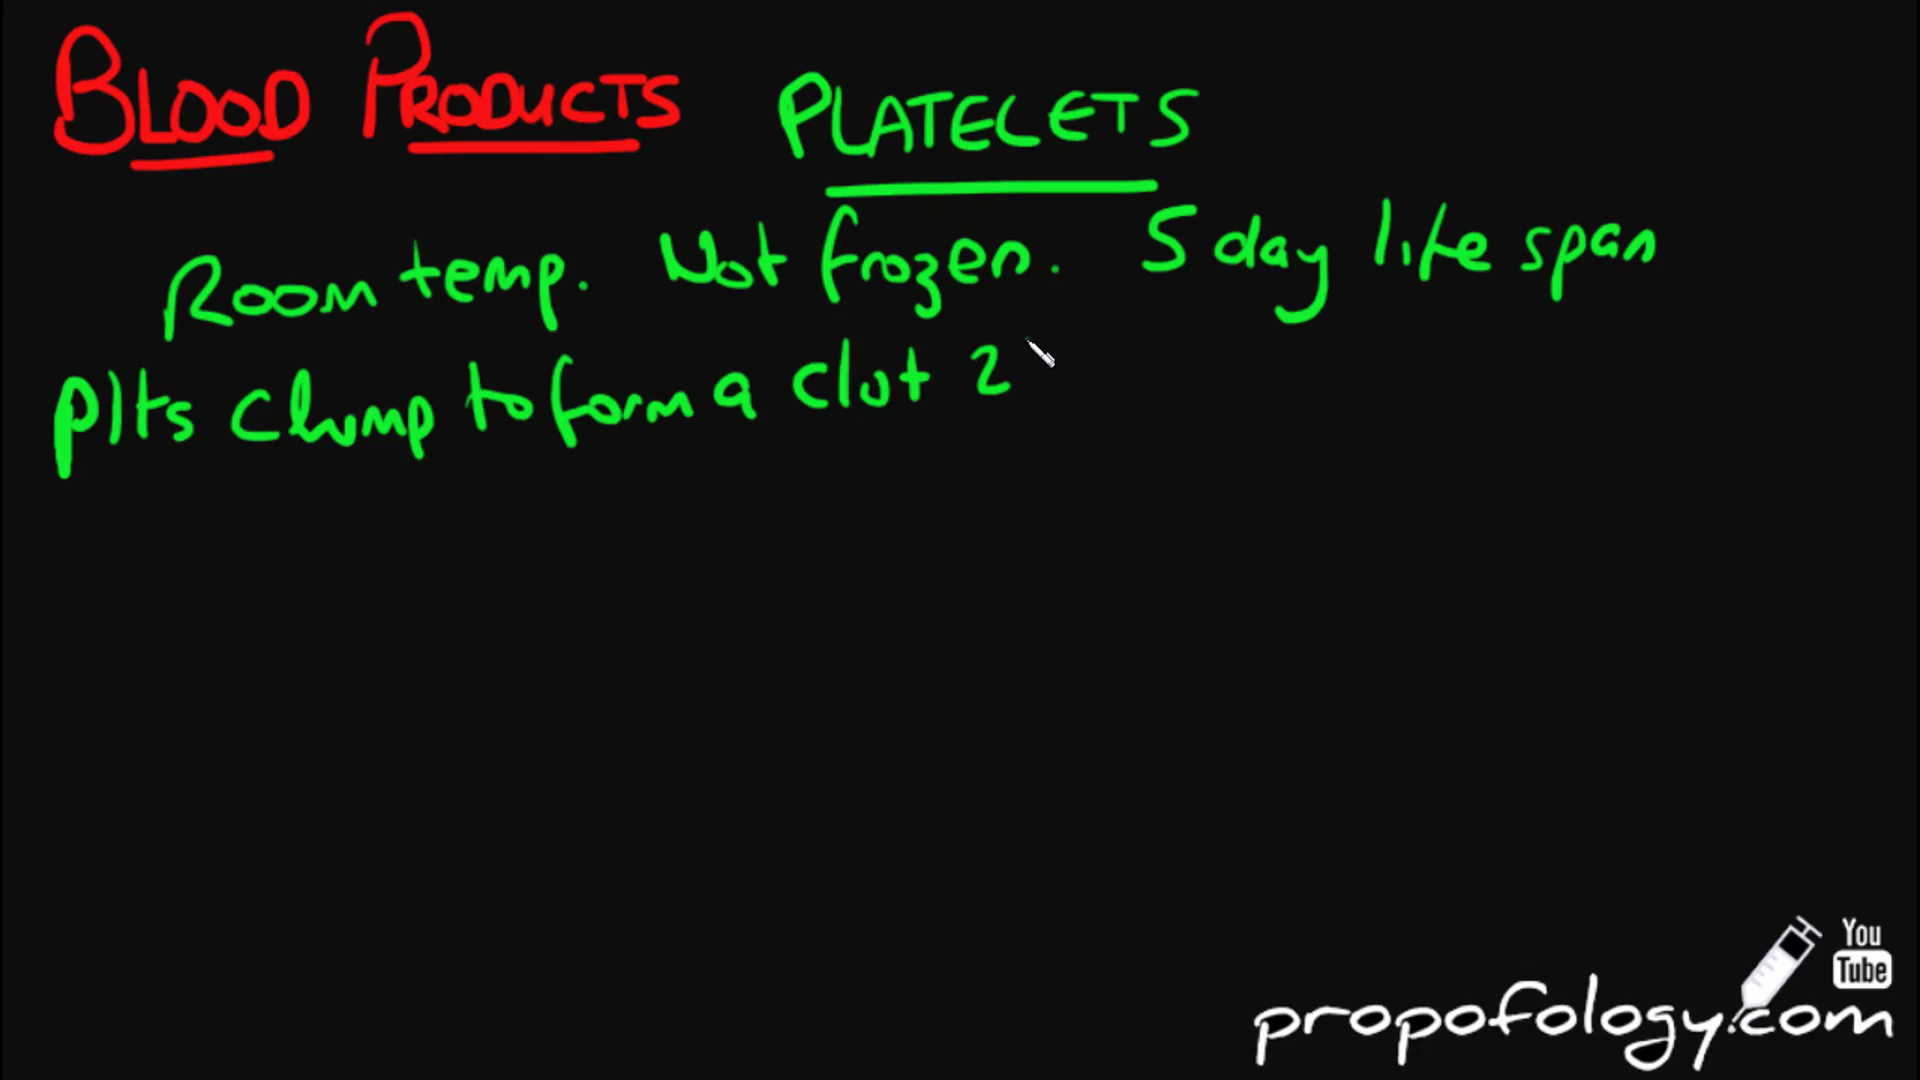 BLOOD PRODUCTS PLATELETS
Room temp. Not frozen. 5 day life span
plts clump to form a clot 2
You
Tube
propofology.com